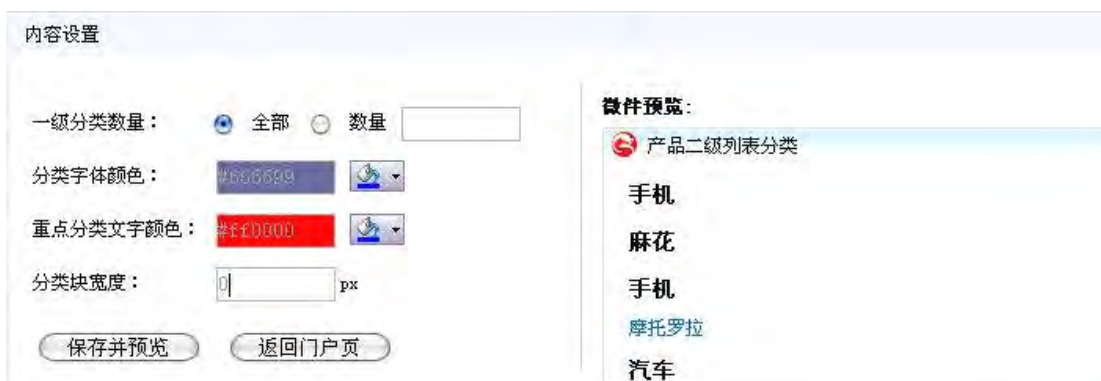 内容设置
一级分类数量：  全部  数量
分类字体颜色：  #666699
重点分类文字颜色：  #ff0000
分类块宽度：  0  px
保存并预览  返回门户页
微件预览:
产品二级列表分类
手机
麻花
手机
摩托罗拉
汽车